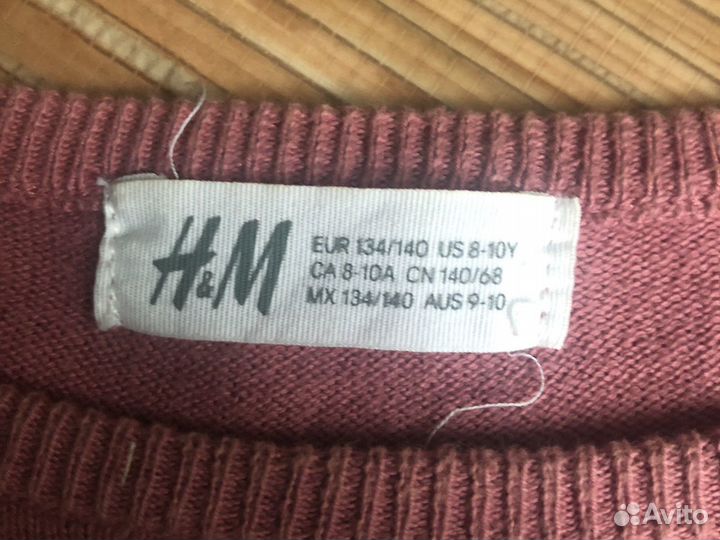 H&M
EUR 134/140 US 8-10Y
CA 8-10A CN 140/68
MX 134/140 AUS 9-10
Avito